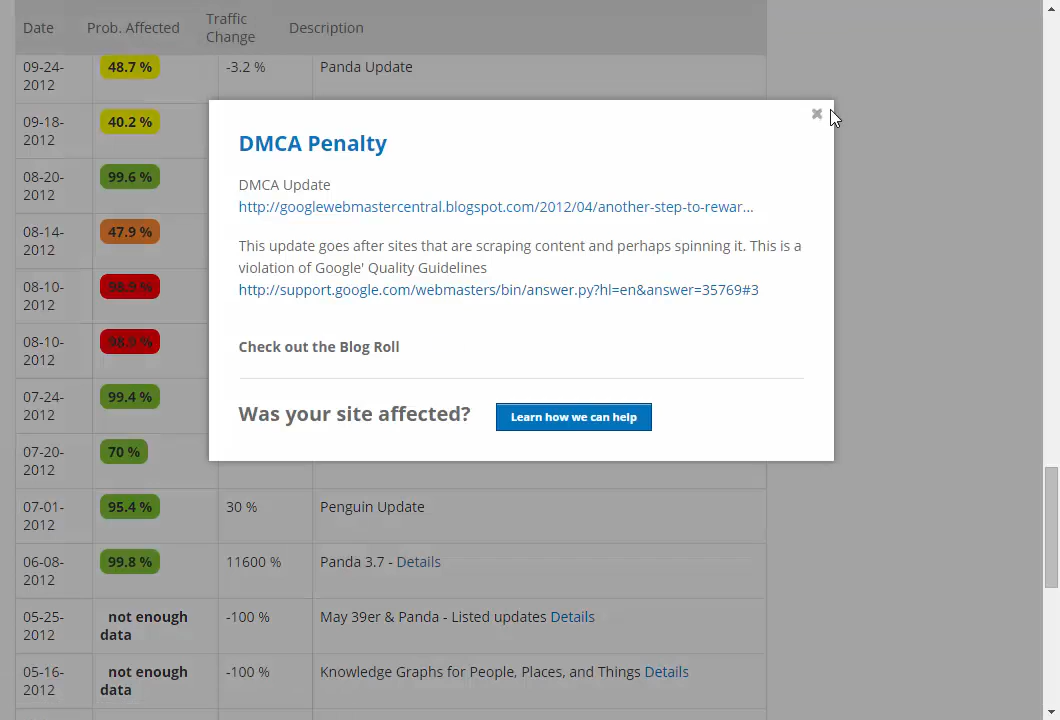 Date Prob. Affected Traffic Change Description
09-24-2012 48.7 % -3.2 % Panda Update
09-18-2012 40.2 %
08-20-2012 99.6 %
08-14-2012 47.9 %
08-10-2012 98.9 %
08-10-2012 98.9 %
07-24-2012 99.4 %
07-20-2012 70 %
07-01-2012 95.4 % 30 % Penguin Update
06-08-2012 99.8 % 11600 % Panda 3.7 - Details
05-25-2012 not enough data -100 % May 39er & Panda - Listed updates Details
05-16-2012 not enough data -100 % Knowledge Graphs for People, Places, and Things Details
DMCA Penalty
DMCA Update
http://googlewebmastercentral.blogspot.com/2012/04/another-step-to-rewar...
This update goes after sites that are scraping content and perhaps spinning it. This is a
violation of Google' Quality Guidelines
http://support.google.com/webmasters/bin/answer.py?hl=en&answer=35769#3
Check out the Blog Roll
Was your site affected? Learn how we can help